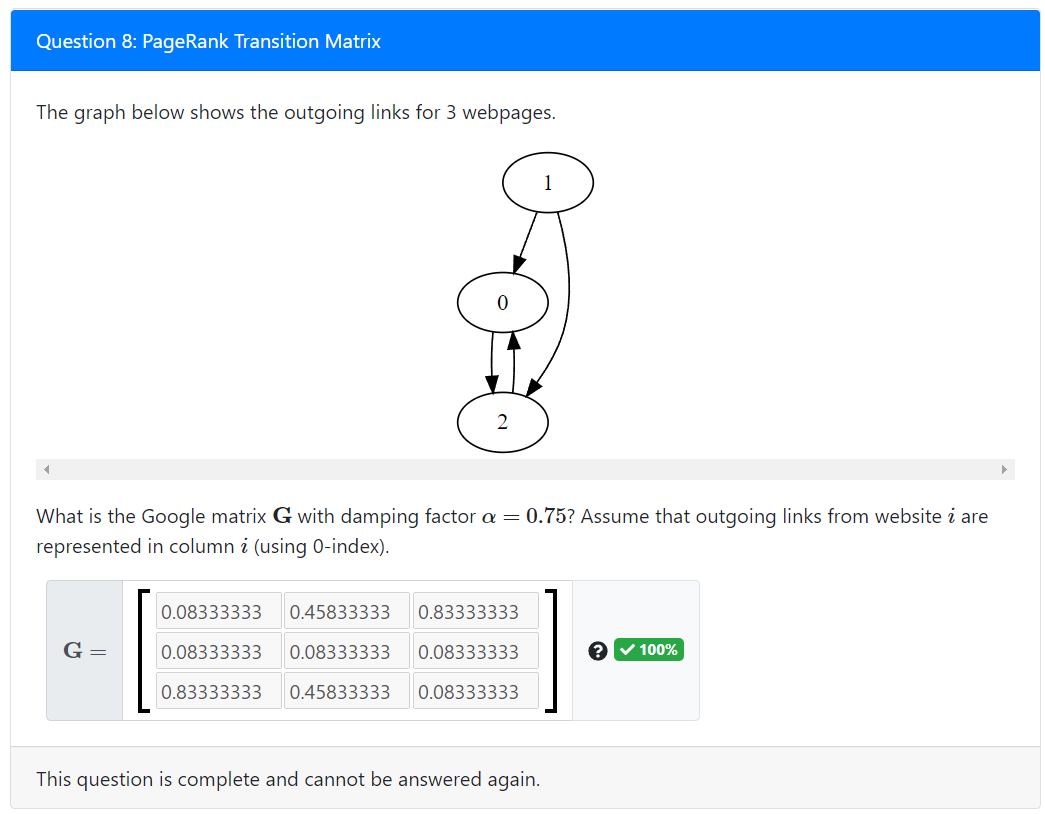 Question 8: PageRank Transition Matrix
The graph below shows the outgoing links for 3 webpages.
1
0
2
What is the Google matrix G with damping factor α = 0.75? Assume that outgoing links from website i are
represented in column i (using 0-index).
0.08333333 0.45833333 0.83333333
G = 0.08333333 0.08333333 0.08333333 ? 100%
0.83333333 0.45833333 0.08333333
This question is complete and cannot be answered again.